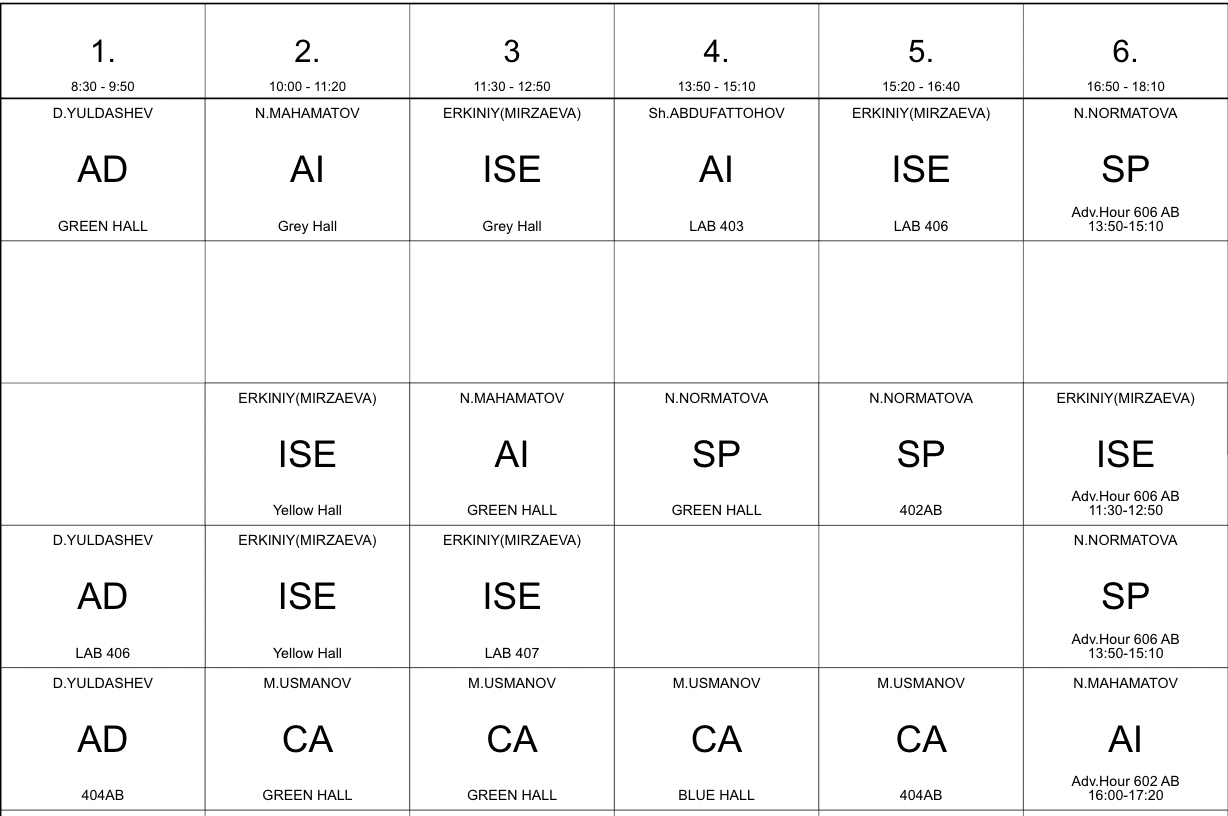 1.
8:30 - 9:50
2.
10:00 - 11:20
3
11:30 - 12:50
4.
13:50 - 15:10
5.
15:20 - 16:40
6.
16:50 - 18:10
D.YULDASHEV
AD
GREEN HALL
N.MAHAMATOV
AI
Grey Hall
ERKINIY(MIRZAEVA)
ISE
Grey Hall
Sh.ABDUFATTOHOV
AI
LAB 403
ERKINIY(MIRZAEVA)
ISE
LAB 406
N.NORMATOVA
SP
Adv.Hour 606 AB
13:50-15:10
ERKINIY(MIRZAEVA)
ISE
Yellow Hall
N.MAHAMATOV
AI
GREEN HALL
N.NORMATOVA
SP
GREEN HALL
N.NORMATOVA
SP
402AB
ERKINIY(MIRZAEVA)
ISE
Adv.Hour 606 AB
11:30-12:50
D.YULDASHEV
AD
LAB 406
ERKINIY(MIRZAEVA)
ISE
Yellow Hall
ERKINIY(MIRZAEVA)
ISE
LAB 407
N.NORMATOVA
SP
Adv.Hour 606 AB
13:50-15:10
D.YULDASHEV
AD
404AB
M.USMANOV
CA
GREEN HALL
M.USMANOV
CA
GREEN HALL
M.USMANOV
CA
BLUE HALL
M.USMANOV
CA
404AB
N.MAHAMATOV
AI
Adv.Hour 602 AB
16:00-17:20